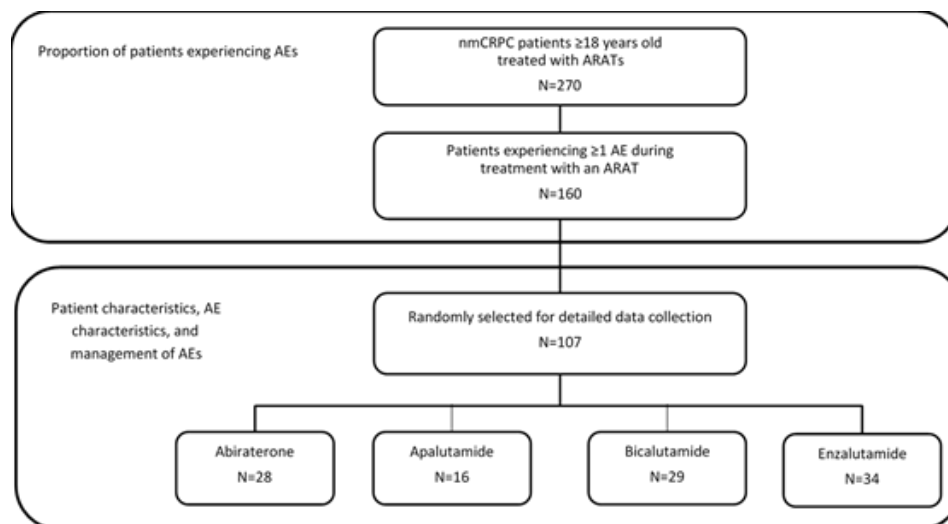 Proportion of patients experiencing AEs
nmCRPC patients ≥18 years old
treated with ARATs
N=270
Patients experiencing ≥1 AE during
treatment with an ARAT
N=160
Patient characteristics, AE
characteristics, and
management of AEs
Randomly selected for detailed data collection
N=107
Abiraterone
N=28
Apalutamide
N=16
Bicalutamide
N=29
Enzalutamide
N=34